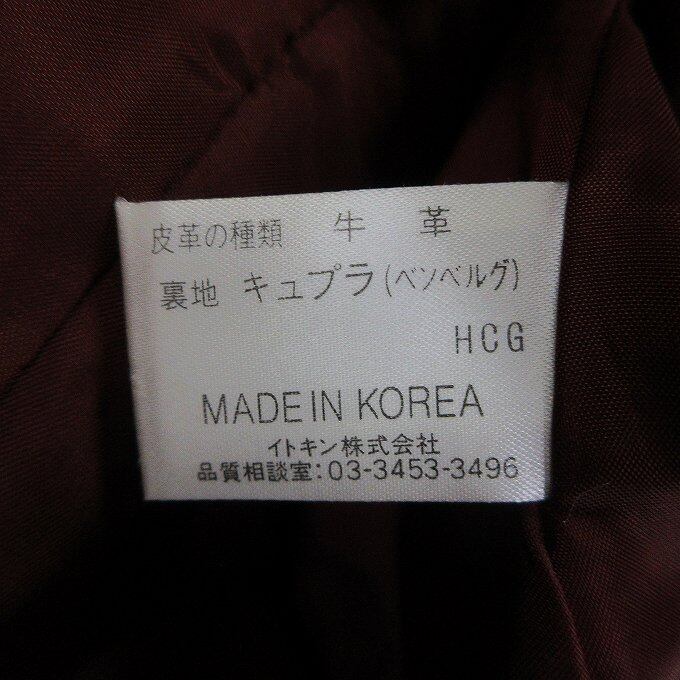 皮革の種類 牛革
裏地 キュプラ(ベンベルグ)
HCG
MADE IN KOREA
イトキン株式会社
品質相談室:03-3453-3496